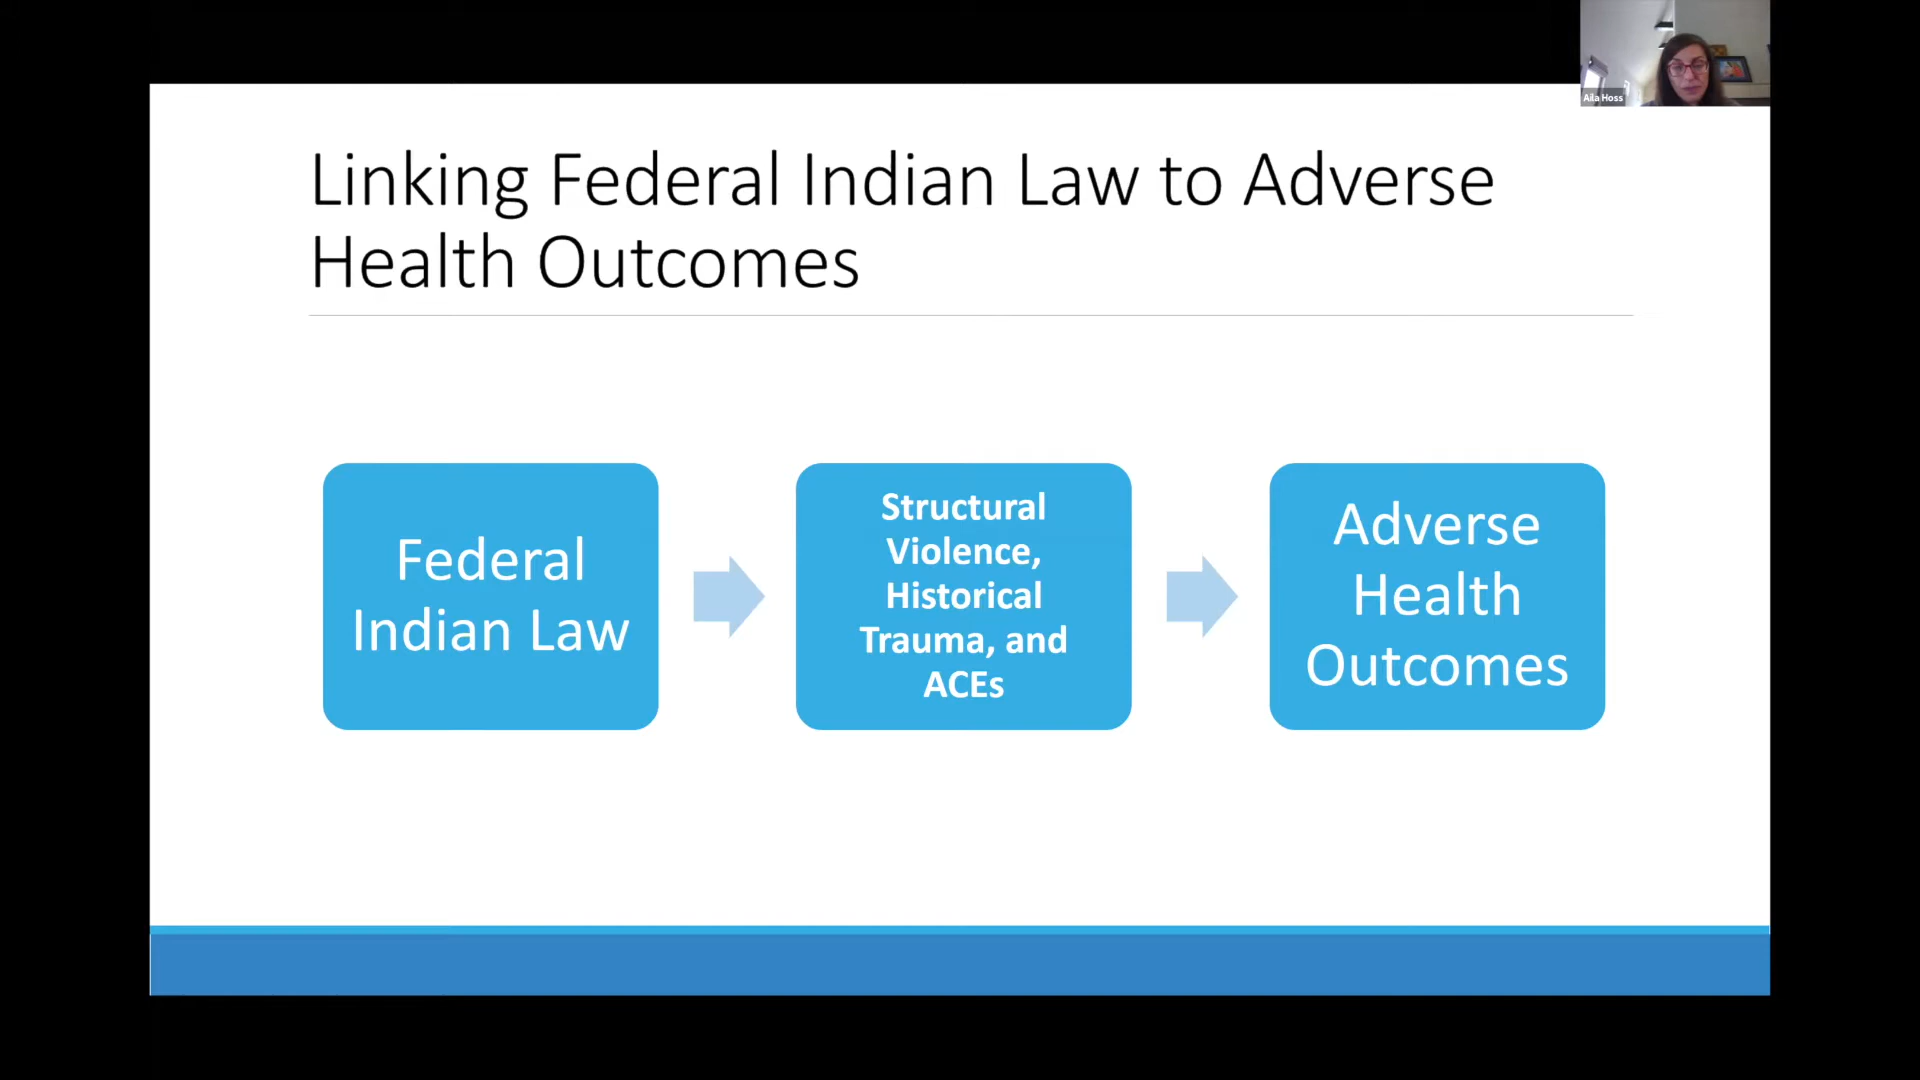 Aila Hoss
Linking Federal Indian Law to Adverse
Health Outcomes
Federal
Indian Law
Structural
Violence,
Historical
Trauma, and
ACEs
Adverse
Health
Outcomes